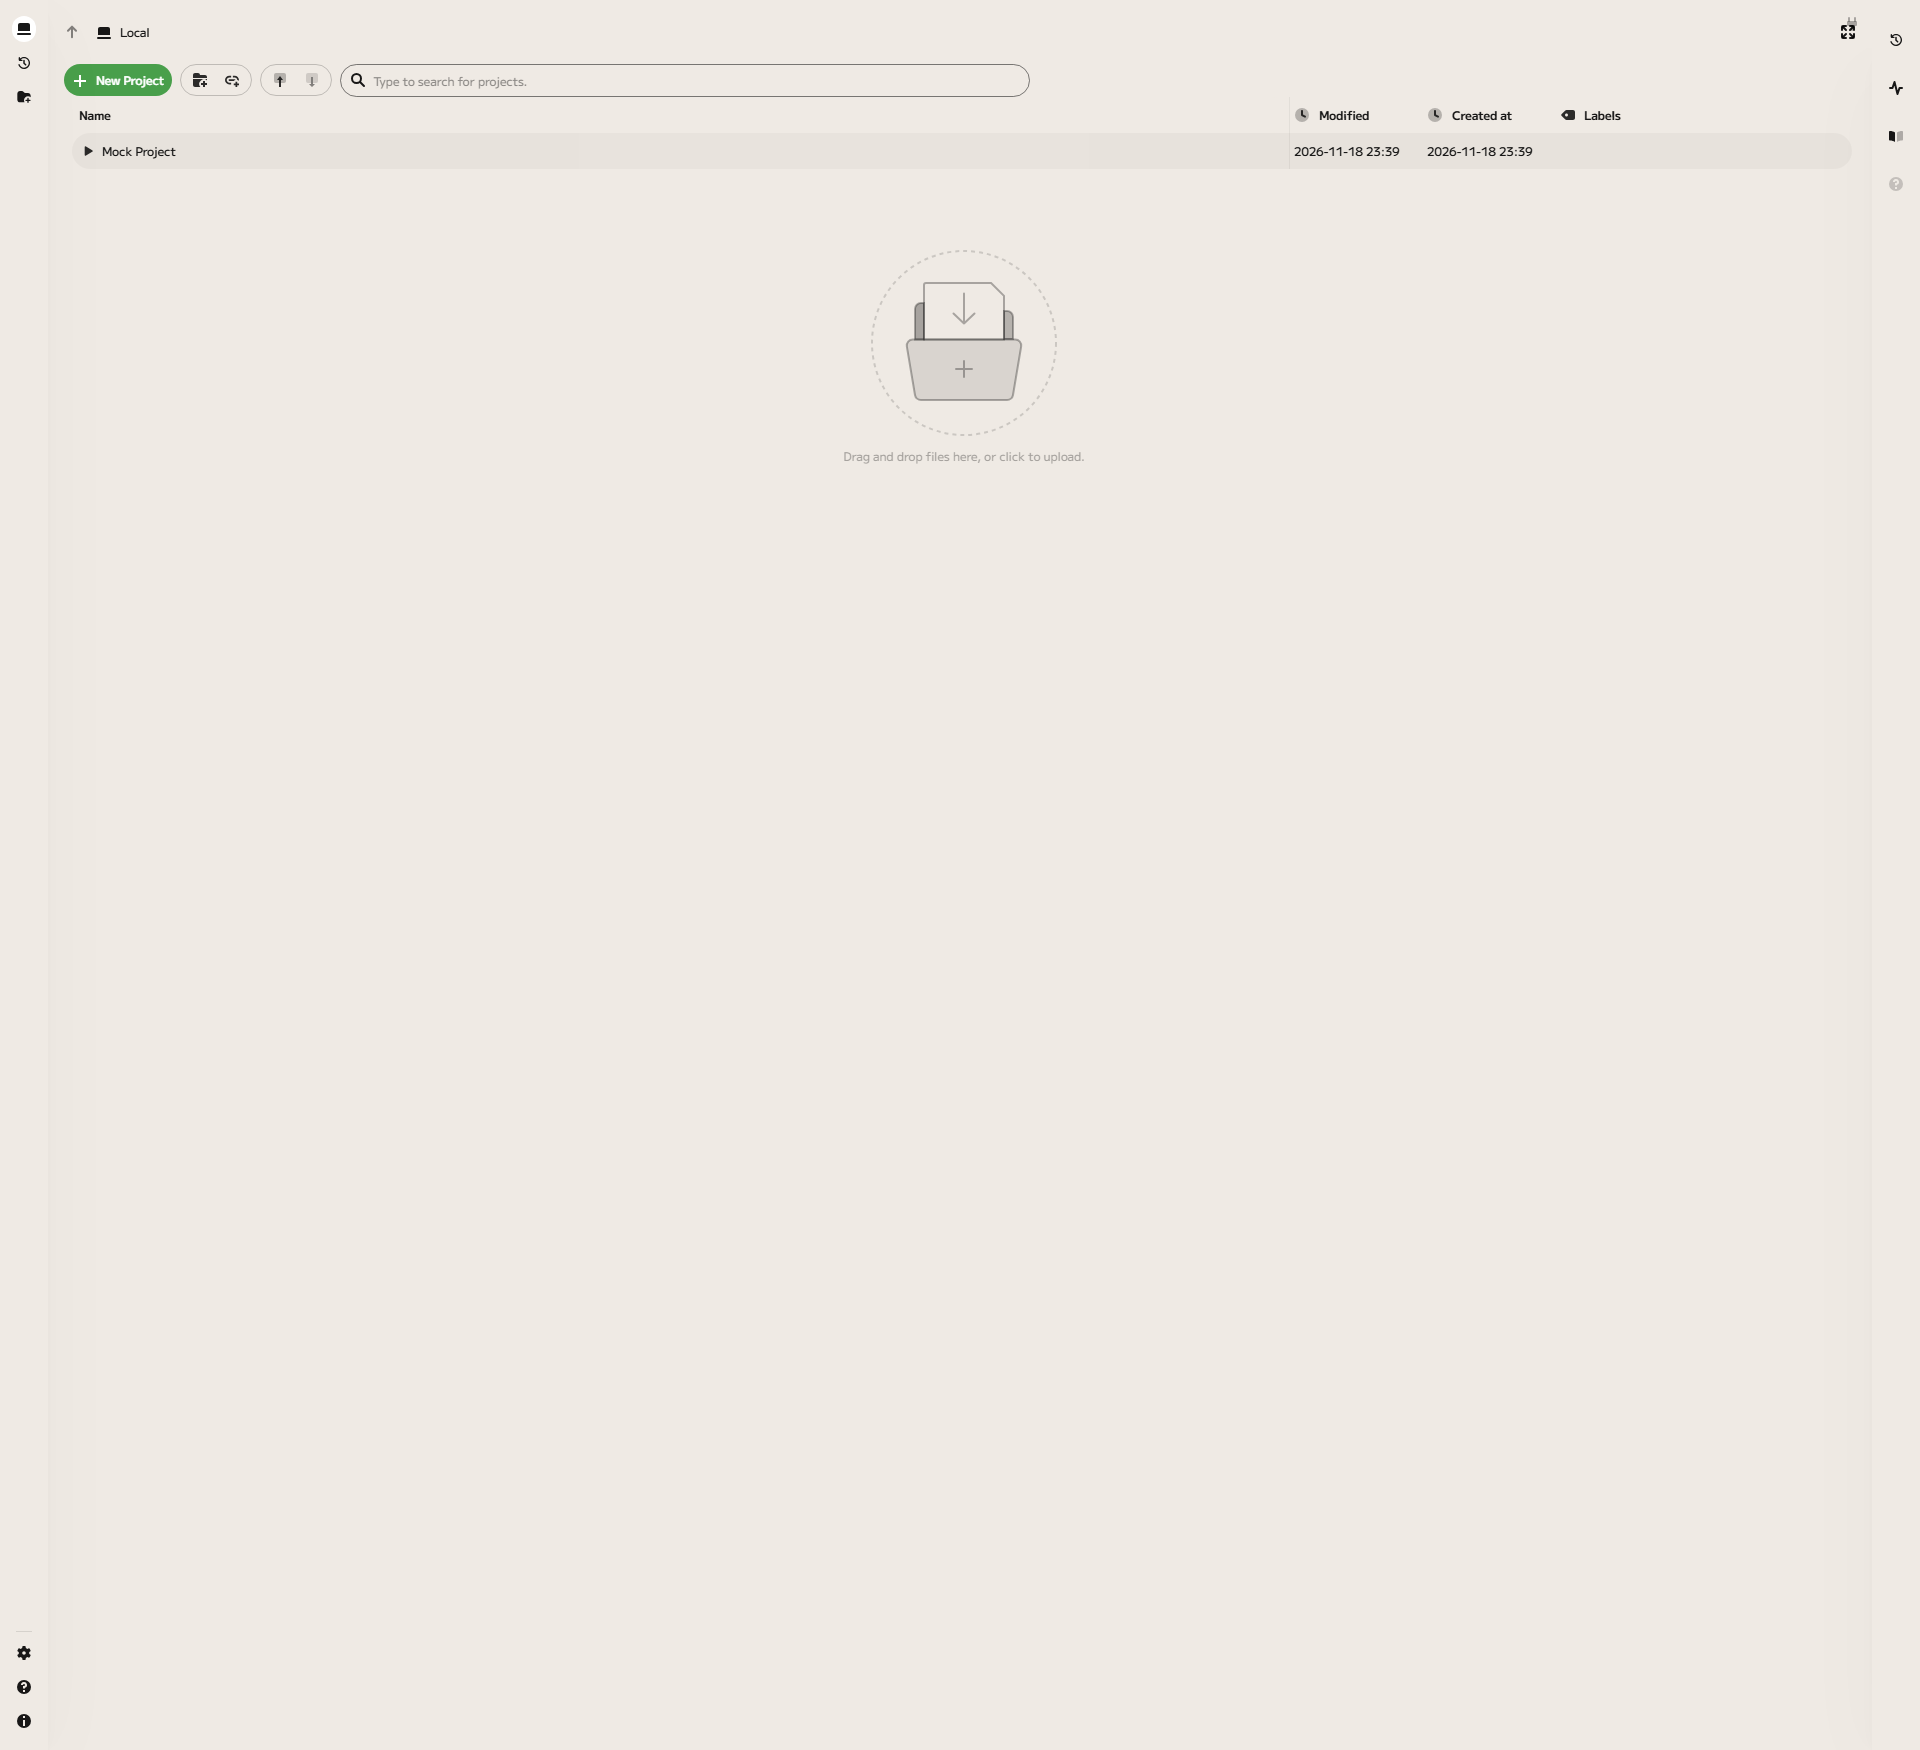 Local
New Project
Type to search for projects.
Name
Modified
Created at
Labels
Mock Project
2026-11-18 23:39
2026-11-18 23:39
Drag and drop files here, or click to upload.